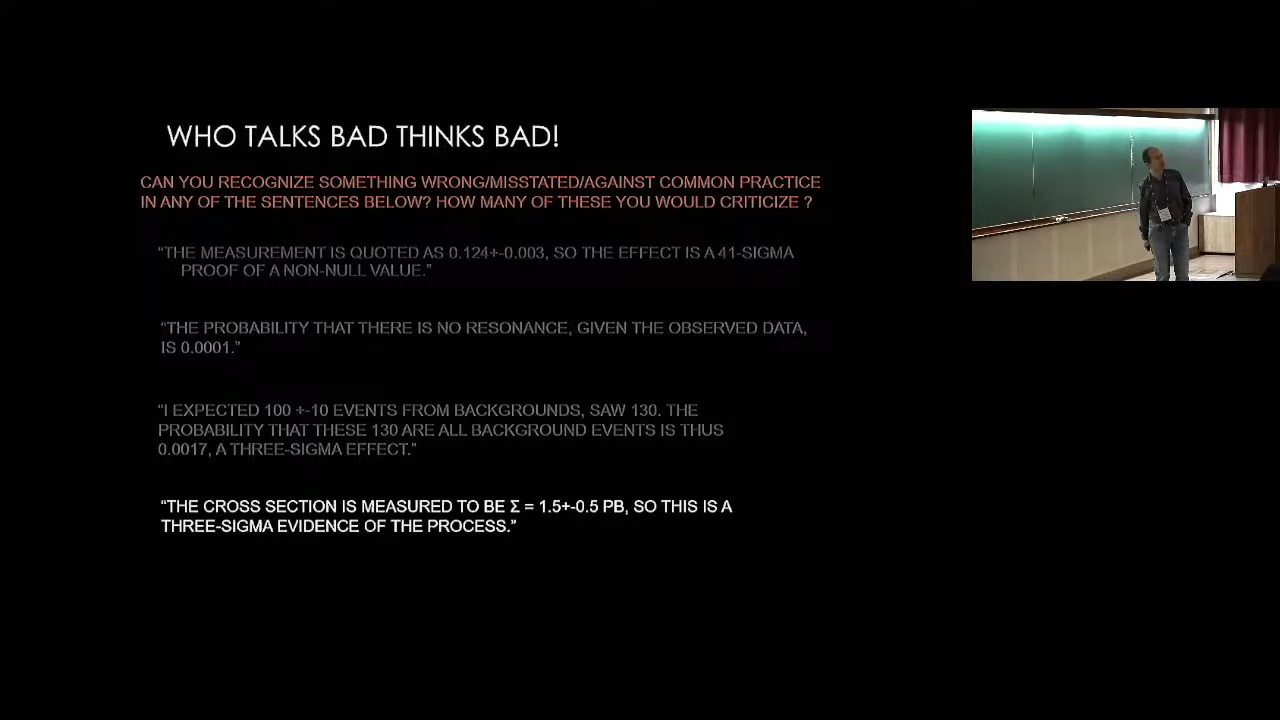 WHO TALKS BAD THINKS BAD!
CAN YOU RECOGNIZE SOMETHING WRONG/MISSTATED/AGAINST COMMON PRACTICE
IN ANY OF THE SENTENCES BELOW? HOW MANY OF THESE YOU WOULD CRITICIZE ?
“THE MEASUREMENT IS QUOTED AS 0.124+-0.003, SO THE EFFECT IS A 41-SIGMA
PROOF OF A NON-NULL VALUE.”
“THE PROBABILITY THAT THERE IS NO RESONANCE, GIVEN THE OBSERVED DATA,
IS 0.0001.”
“I EXPECTED 100 +-10 EVENTS FROM BACKGROUNDS, SAW 130. THE
PROBABILITY THAT THESE 130 ARE ALL BACKGROUND EVENTS IS THUS
0.0017, A THREE-SIGMA EFFECT.”
“THE CROSS SECTION IS MEASURED TO BE Σ = 1.5+-0.5 PB, SO THIS IS A
THREE-SIGMA EVIDENCE OF THE PROCESS.”